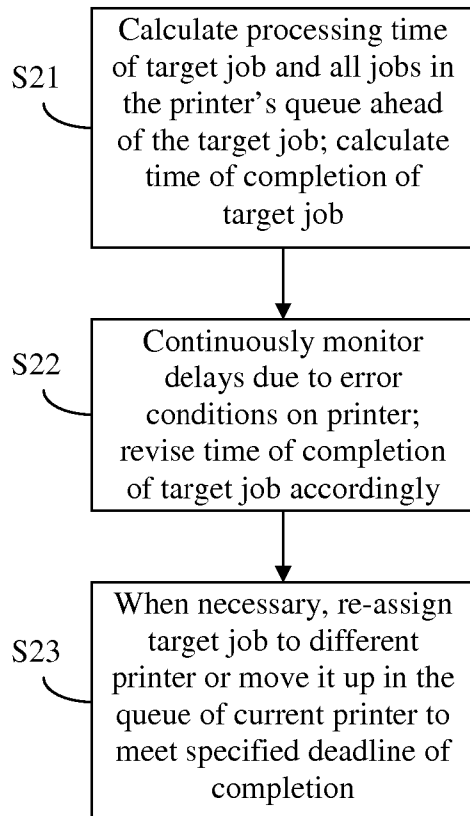 S21
Calculate processing time
of target job and all jobs in
the printer's queue ahead
of the target job; calculate
time of completion of
target job
S22
Continuously monitor
delays due to error
conditions on printer;
revise time of completion
of target job accordingly
S23
When necessary, re-assign
target job to different
printer or move it up in the
queue of current printer to
meet specified deadline of
completion